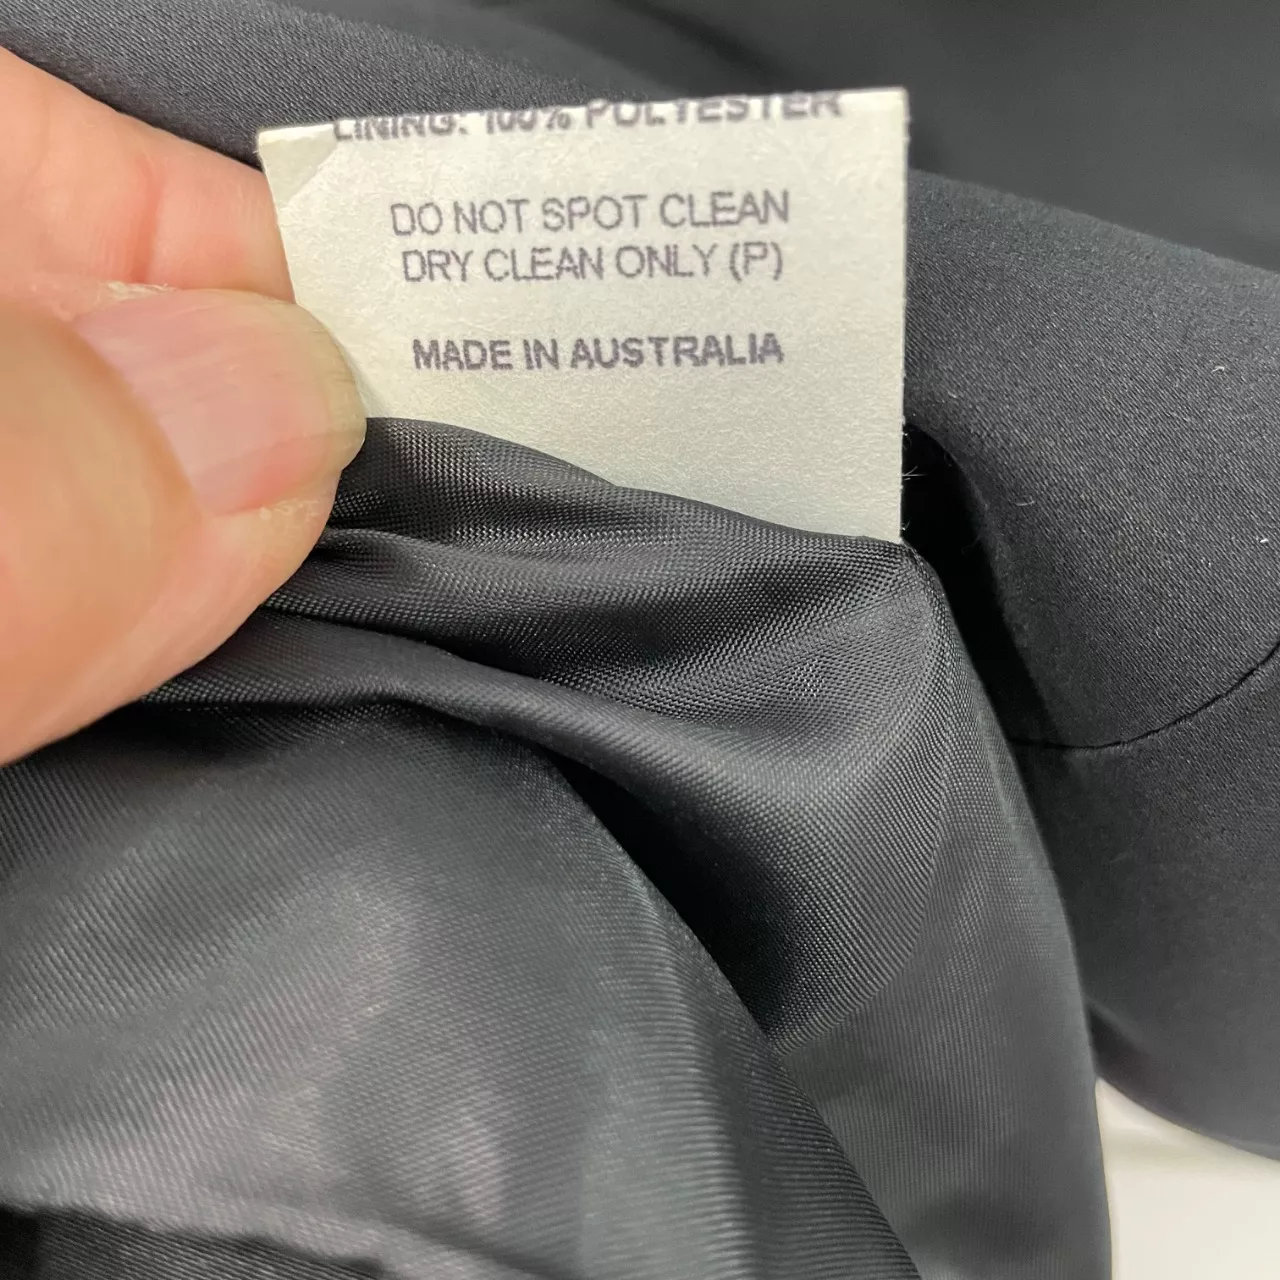 LINING: 100% POLYESTER
DO NOT SPOT CLEAN
DRY CLEAN ONLY (P)
MADE IN AUSTRALIA